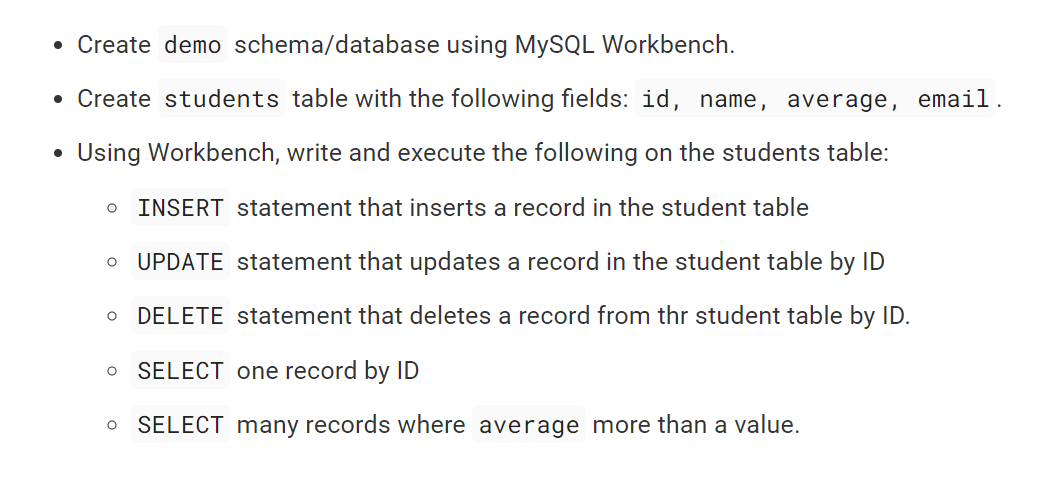 Create demo schema/database using MySQL Workbench.
Create students table with the following fields: id, name, average, email.
Using Workbench, write and execute the following on the students table:
INSERT statement that inserts a record in the student table
UPDATE statement that updates a record in the student table by ID
DELETE statement that deletes a record from thr student table by ID.
SELECT one record by ID
SELECT many records where average more than a value.